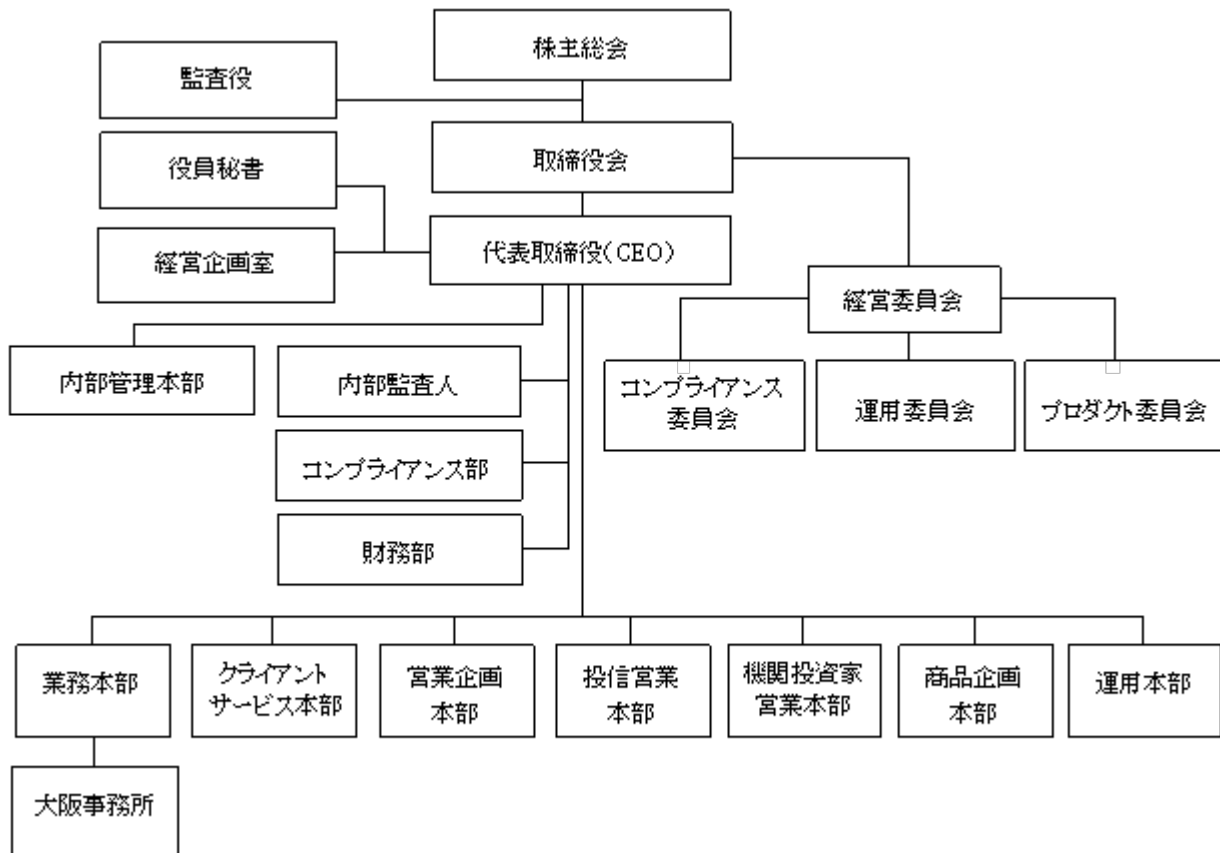 株主総会
監査役
取締役会
役員秘書
代表取締役(CEO)
経営企画室
経営委員会
内部管理本部
内部監査人
コンプライアンス
委員会
運用委員会
プロダクト委員会
コンプライアンス部
財務部
業務本部
クライアント
サービス本部
営業企画
本部
投信営業
本部
機関投資家
営業本部
商品企画
本部
運用本部
大阪事務所